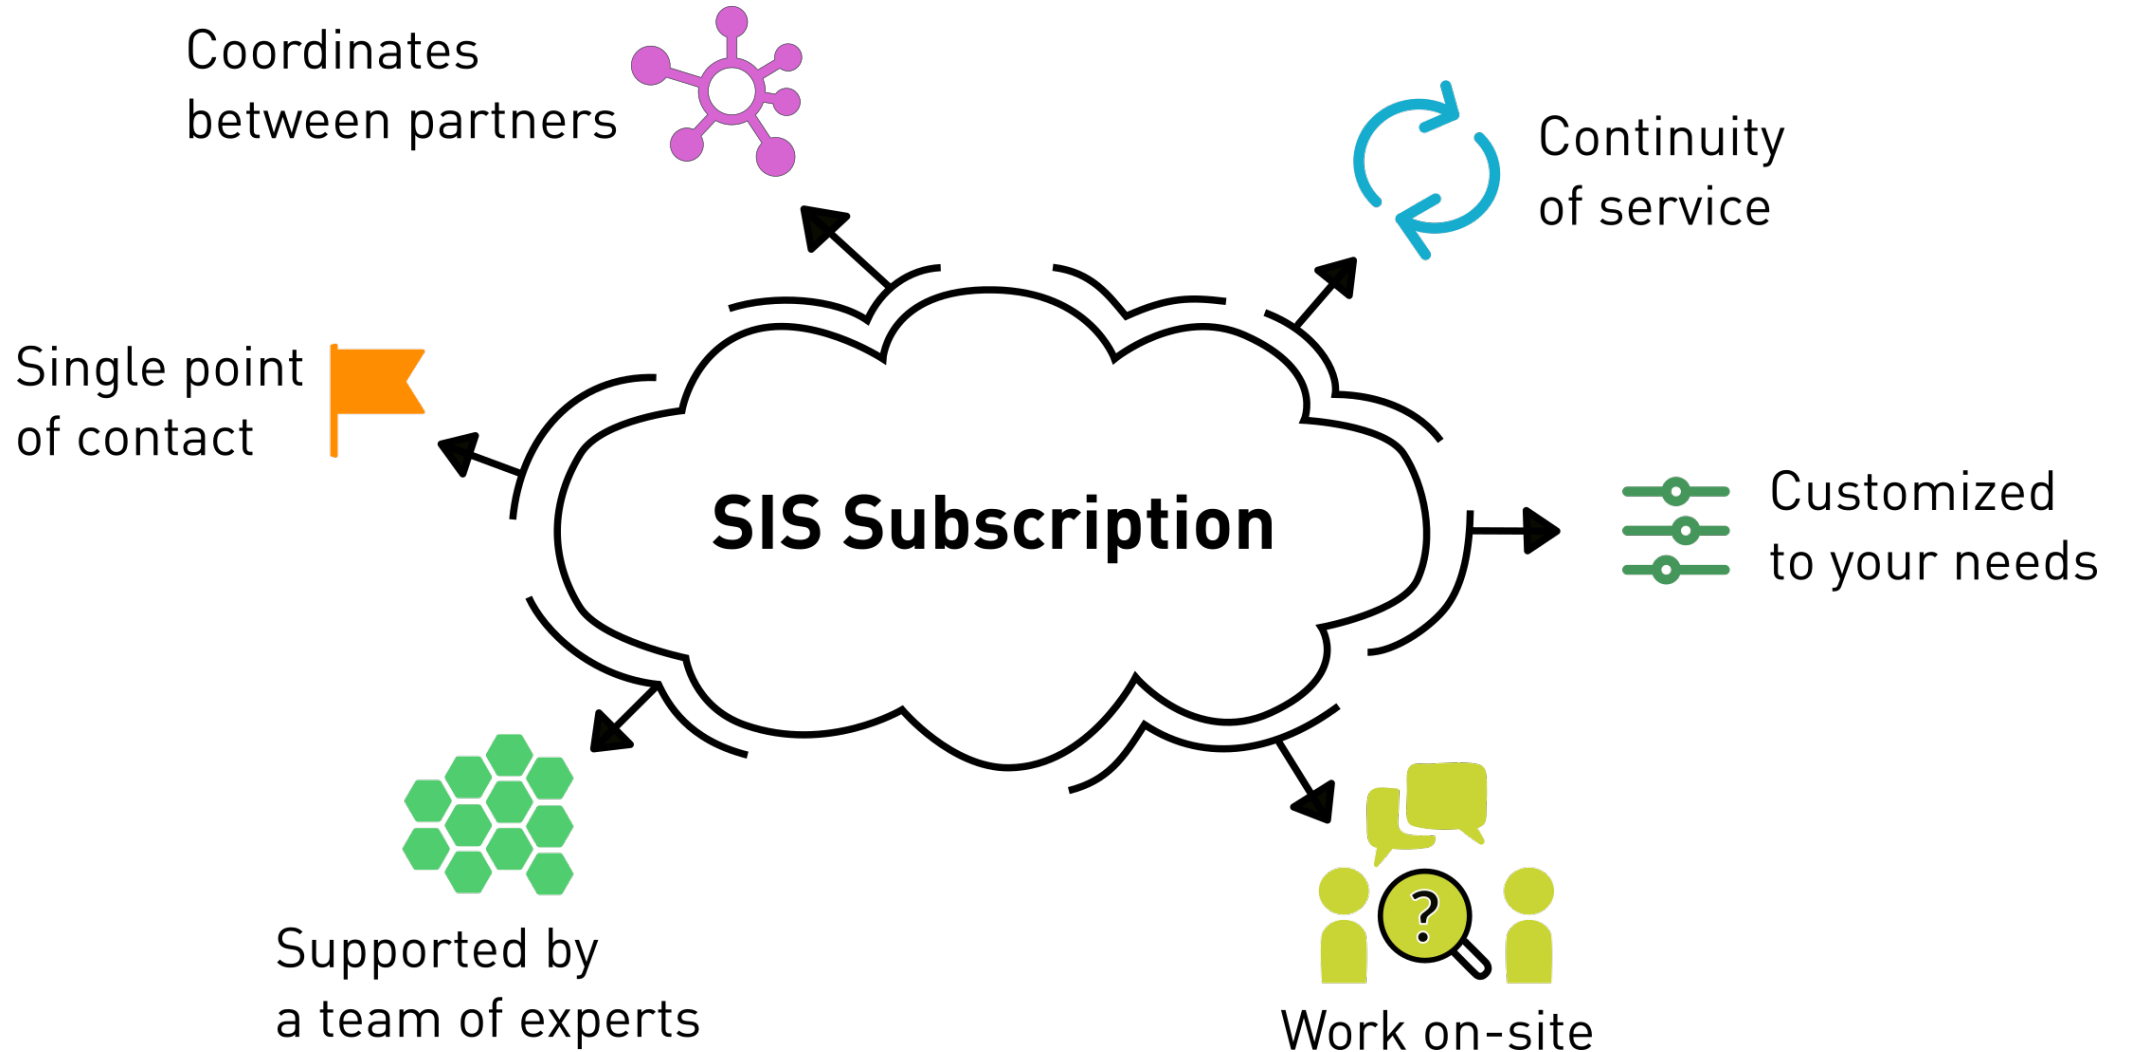 Coordinates
between partners
Continuity
of service
Single point
of contact
Customized
to your needs
SIS Subscription
Supported by
a team of experts
?
Work on-site